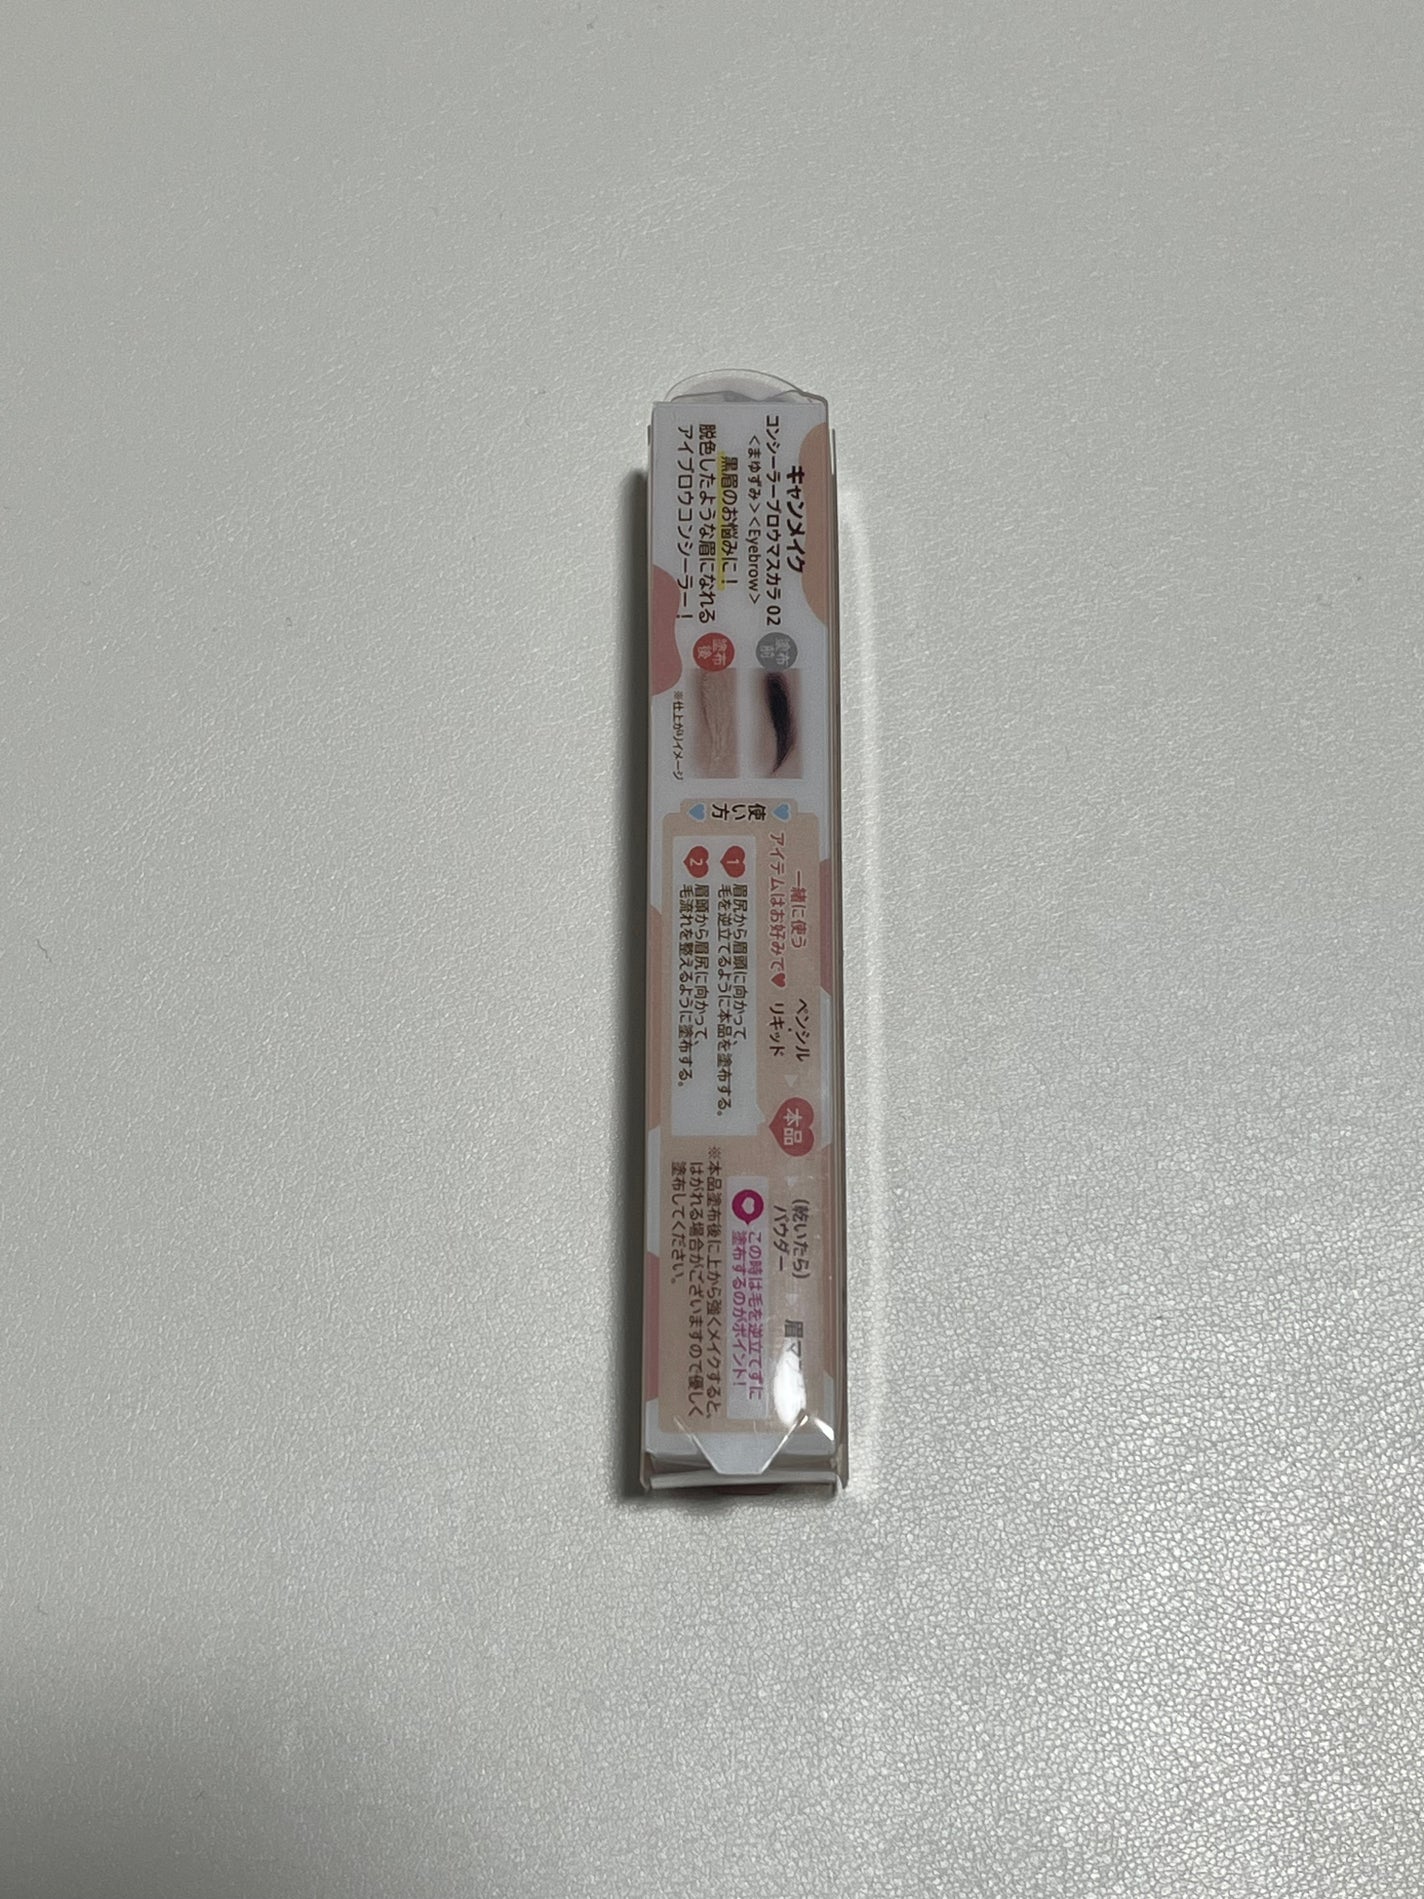 キャンメイク
コンシーラーブロウマスカラ 02
<まゆずみ><Eyebrow>
黒眉のお悩みに！
脱色したような眉になれる
アイブロウコンシーラー！
塗布前
塗布後
※仕上がりイメージ
使い方
一緒に使う
アイテムはお好みで♥
ペンシル
リキッド
本品
(乾いたら)
パウダー
1 眉尻から眉頭に向かって、
毛を逆立てるように本品を塗布する。
2 眉頭から眉尻に向かって、
毛流れを整えるように塗布する。
この時は毛を逆立てずに
塗布するのがポイント!
※本品塗布後に上から強くメイクすると、
はがれる場合がございますので優しく
塗布してください。